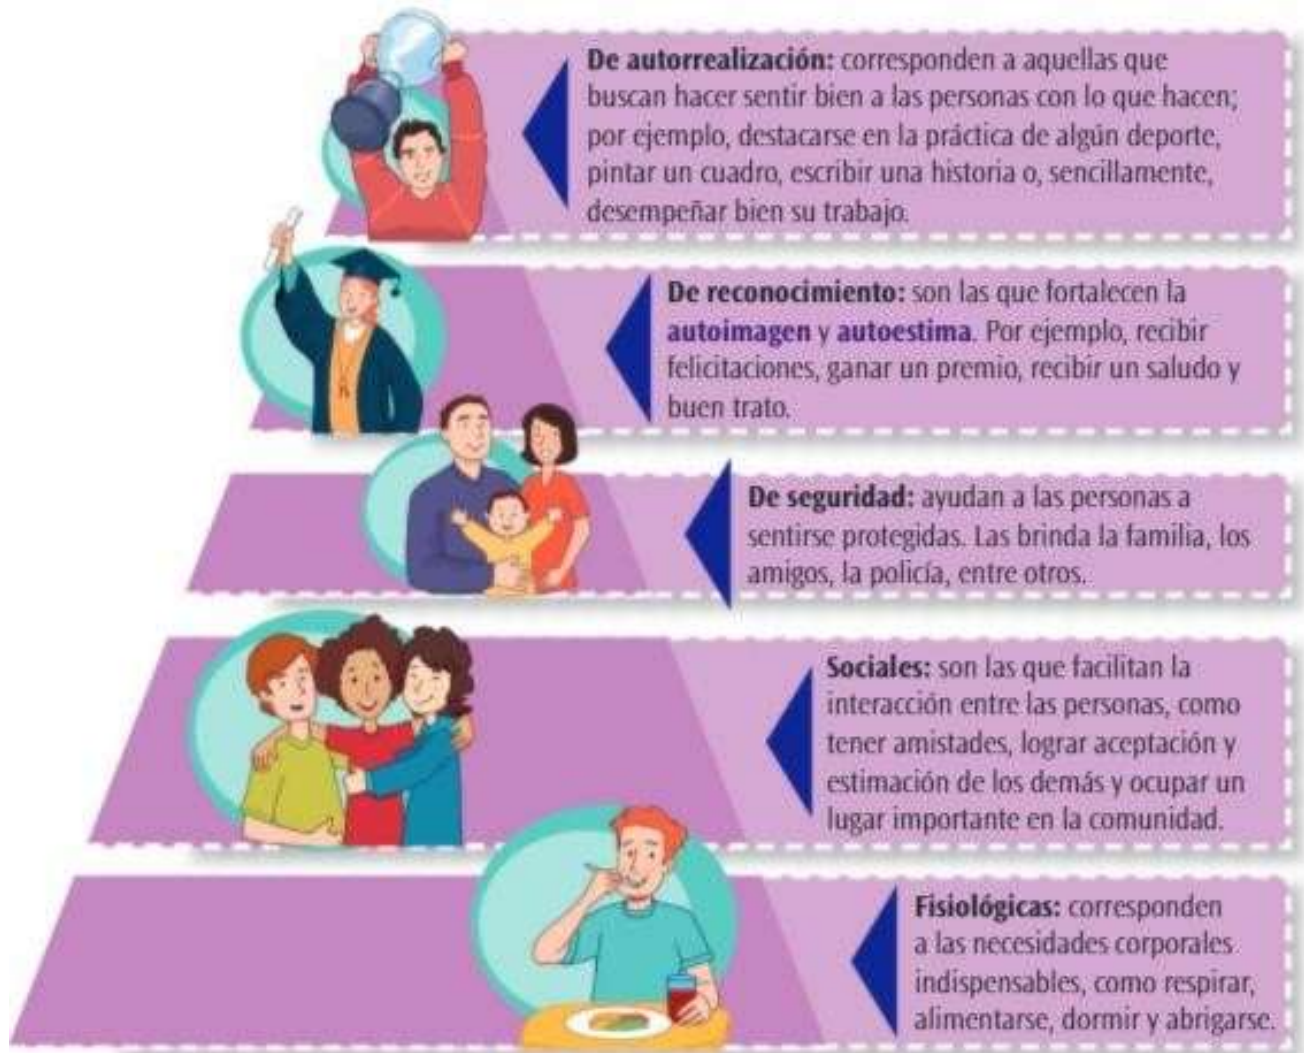 De autorrealización: corresponden a aquellas que
buscan hacer sentir bien a las personas con lo que hacen;
por ejemplo, destacarse en la práctica de algún deporte,
pintar un cuadro, escribir una historia o, sencillamente,
desempeñar bien su trabajo.
De reconocimiento: son las que fortalecen la
autoimagen y autoestima. Por ejemplo, recibir
felicitaciones, ganar un premio, recibir un saludo y
buen trato.
De seguridad: ayudan a las personas a
sentirse protegidas. Las brinda la familia, los
amigos, la policía, entre otros.
Sociales: son las que facilitan la
interacción entre las personas, como
tener amistades, lograr aceptación y
estimación de los demás y ocupar un
lugar importante en la comunidad.
Fisiológicas: corresponden
a las necesidades corporales
indispensables, como respirar,
alimentarse, dormir y abrigarse.